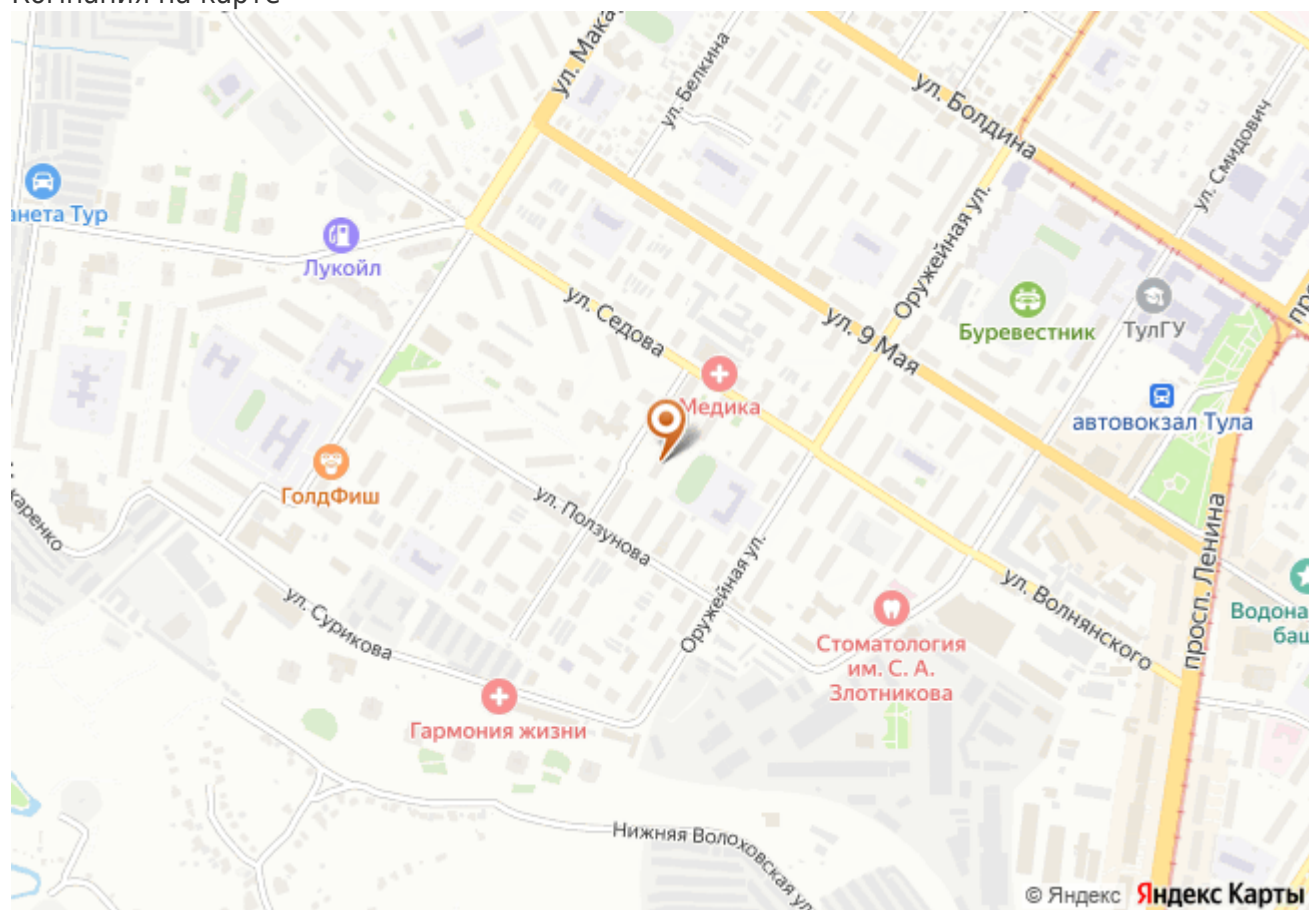 Компания на карте
ул. Мака
ул. Белкина
ул. Болдина
ул. Смидович
Оружейная ул.
анета Тур
Лукойл
ул. Седова
ул. 9 Мая
Буревестник
ТулГУ
Медика
автовокзал Тула
ГолдФиш
каренко
ул. Ползунова
просп. Ленина
ул. Сурикова
Оружейная ул.
ул. Волнянского
Водона
баш
Стоматология
им. С. А.
Злотникова
Гармония жизни
Нижняя Волоховская ул.
© Яндекс Яндекс Карты